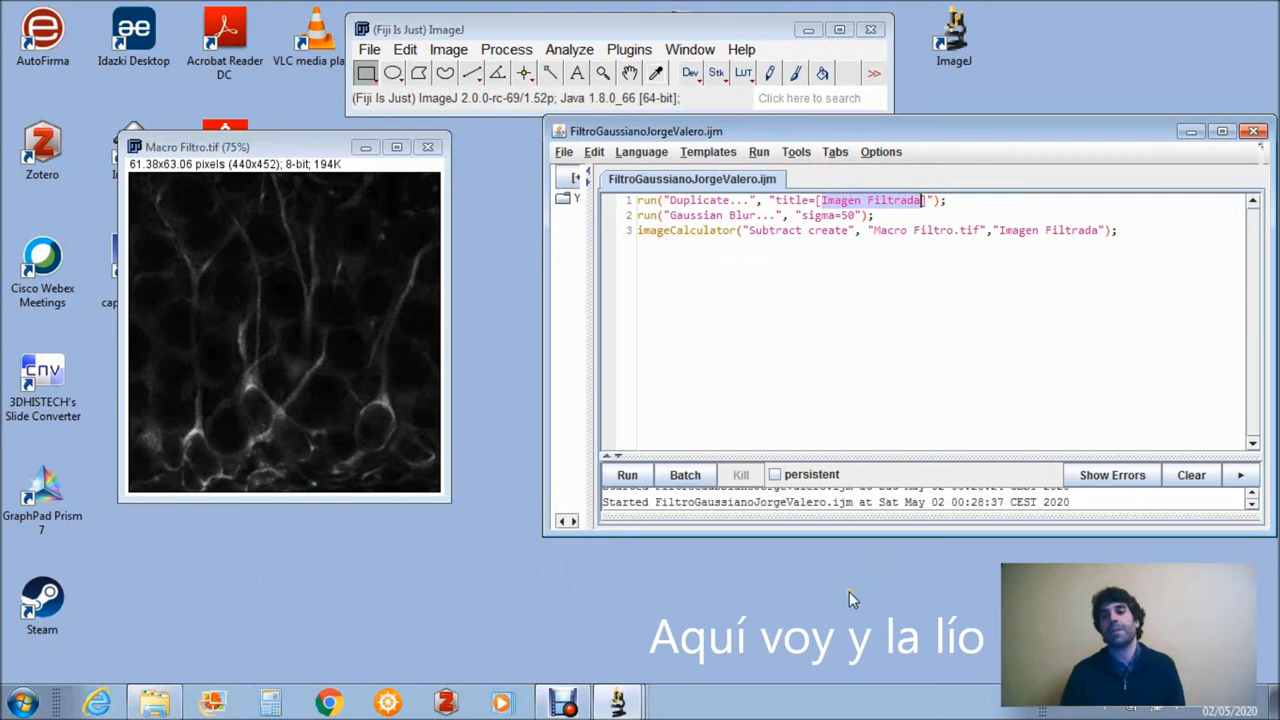 AutoFirma
Idazki Desktop
Acrobat Reader
DC
VLC media pla
(Fiji Is Just) ImageJ
File Edit Image Process Analyze Plugins Window Help
A Dev Stk LUT >>
(Fiji Is Just) ImageJ 2.0.0-rc-69/1.52p; Java 1.8.0_66 [64-bit];
Click here to search
ImageJ
Zotero
Macro Filtro.tif (75%)
61.38x63.06 pixels (440x452); 8-bit; 194K
FiltroGaussianoJorgeValero.ijm
File Edit Language Templates Run Tools Tabs Options
FiltroGaussianoJorgeValero.ijm
1 run("Duplicate...", "title=[Imagen Filtrada]");
2 run("Gaussian Blur...", "sigma=50");
3 imageCalculator("Subtract create", "Macro Filtro.tif","Imagen Filtrada");
Y
Cisco Webex
Meetings
cap
cnv
3DHISTECH's
Slide Converter
Run Batch Kill persistent Show Errors Clear
Started FiltroGaussianoJorgeValero.ijm at Sat May 02 00:28:37 CEST 2020
GraphPad Prism
7
Steam
Aquí voy y la lío
02/05/2020